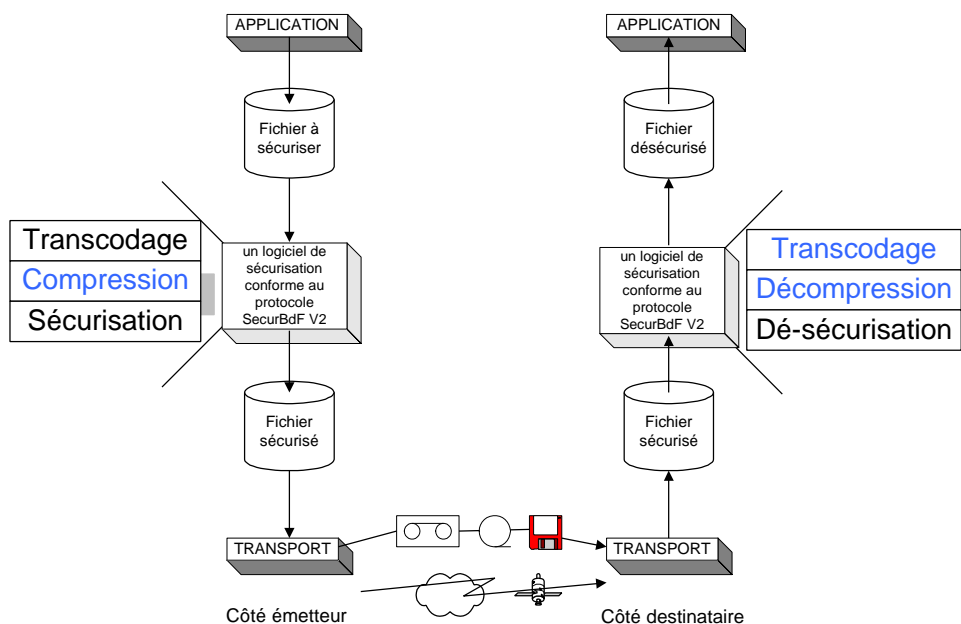 APPLICATION
Fichier à
sécuriser
Transcodage
Compression
Sécurisation
un logiciel de
sécurisation
conforme au
protocole
SecurBdF V2
Fichier
sécurisé
TRANSPORT
Côté émetteur
APPLICATION
Fichier
désécurisé
un logiciel de
sécurisation
conforme au
protocole
SecurBdF V2
Transcodage
Décompression
Dé-sécurisation
Fichier
sécurisé
TRANSPORT
Côté destinataire